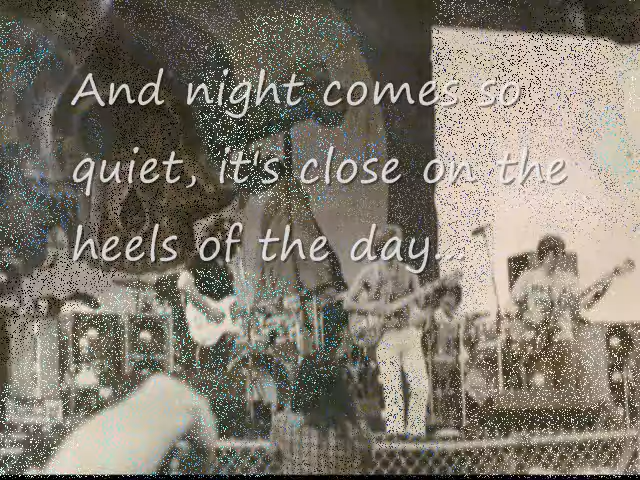 And night comes so
quiet, it's close on the
heels of the day...